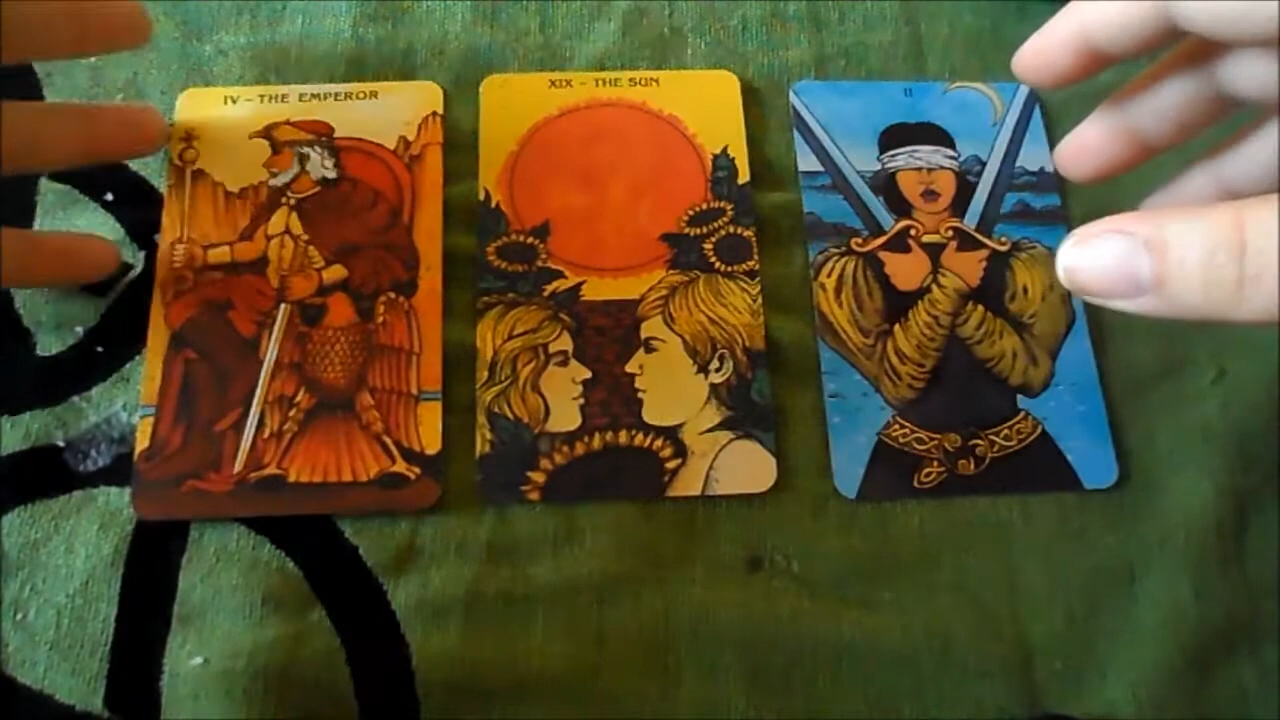 IV – THE EMPEROR
XIX – THE SUN
II